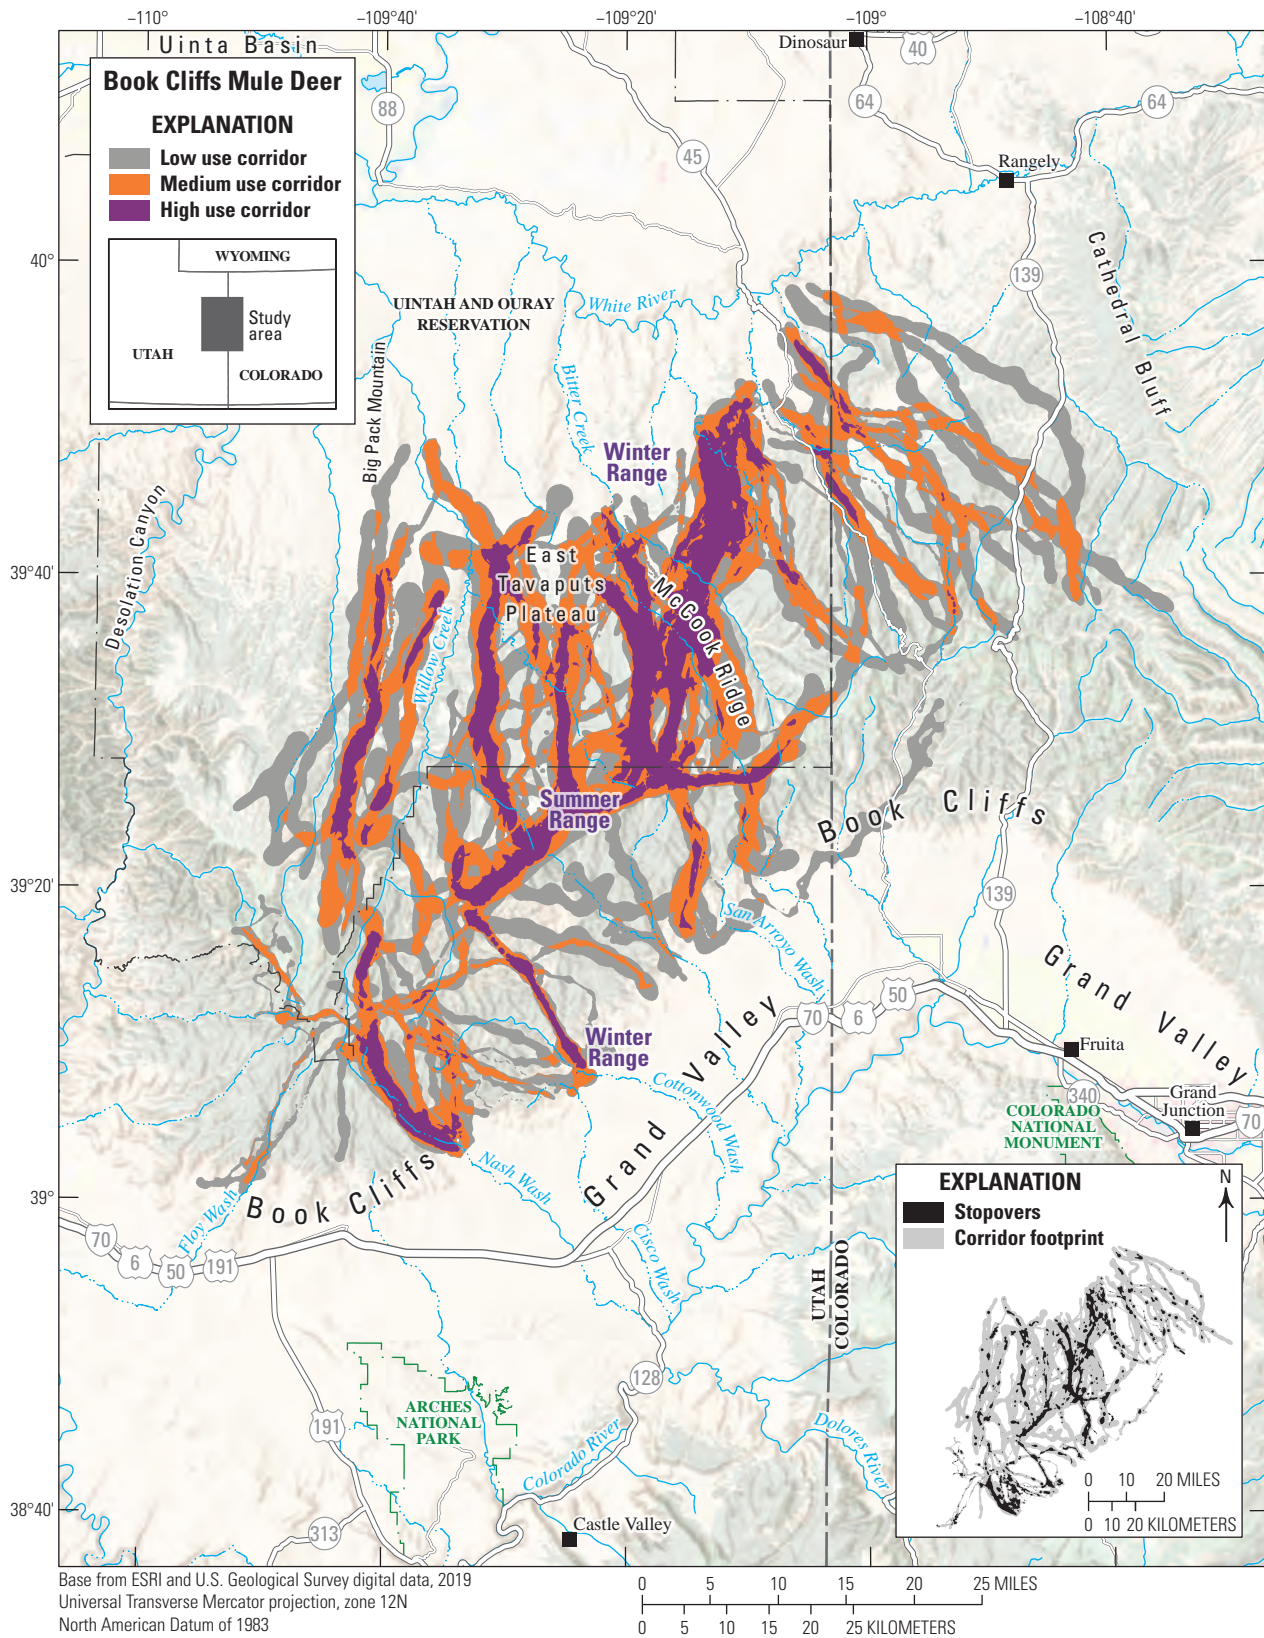 −110°
−109°40'
−109°20'
−109°
−108°40'
Uinta Basin
Dinosaur
40
Book Cliffs Mule Deer
EXPLANATION
Low use corridor
Medium use corridor
High use corridor
WYOMING
Study
area
UTAH
COLORADO
88
64
64
45
Rangely
40°
139
Cathedral Bluff
UINTAH AND OURAY
RESERVATION
White River
Big Pack Mountain
Bitter Creek
Winter
Range
Desolation Canyon
39°40'
East
Tavaputs
Plateau
McCook Ridge
Willow Creek
Summer
Range
Book Cliffs
39°20'
139
San Arroyo Wash
Grand Valley
50
70
6
Winter
Range
Fruita
Grand Valley
Cottonwood Wash
340
Grand
Junction
70
COLORADO
NATIONAL
MONUMENT
Nash Wash
Book Cliffs
39°
Floy Wash
Cisco Wash
70
6
50
191
UTAH
COLORADO
EXPLANATION
N
Stopovers
Corridor footprint
0 10 20 MILES
0 10 20 KILOMETERS
128
ARCHES
NATIONAL
PARK
191
Colorado River
Dolores River
38°40'
313
Castle Valley
Base from ESRI and U.S. Geological Survey digital data, 2019
Universal Transverse Mercator projection, zone 12N
North American Datum of 1983
0 5 10 15 20 25 MILES
0 5 10 15 20 25 KILOMETERS